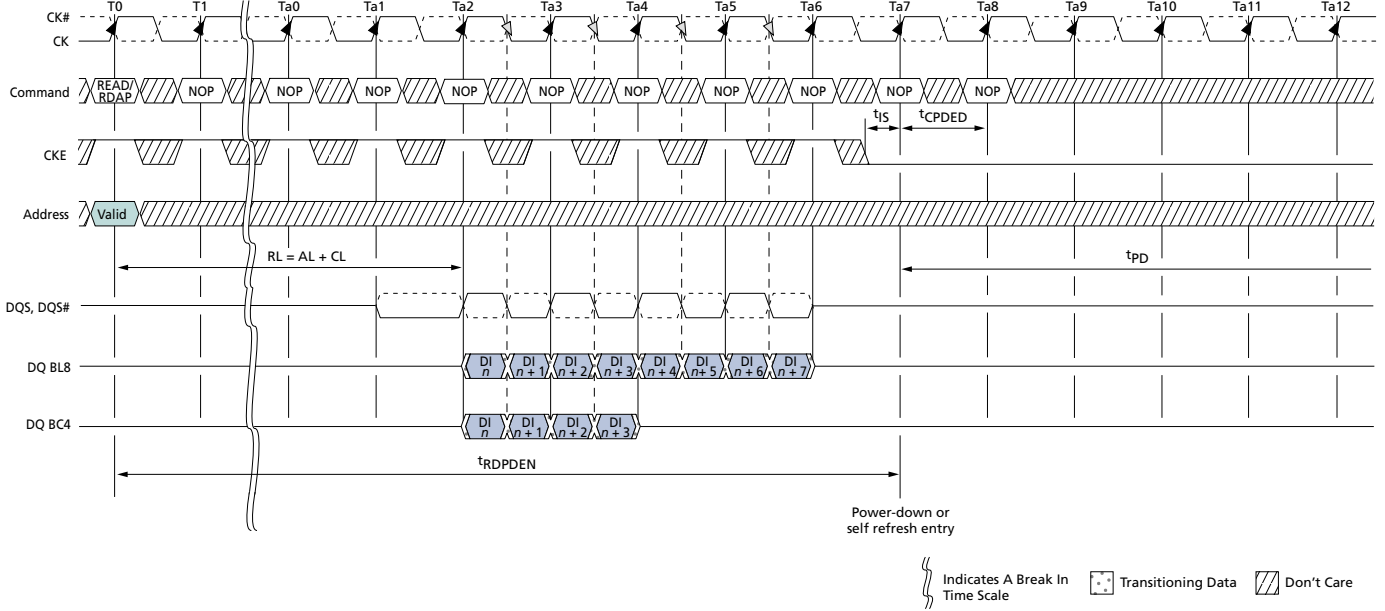 T0 T1 Ta0 Ta1 Ta2 Ta3 Ta4 Ta5 Ta6 Ta7 Ta8 Ta9 Ta10 Ta11 Ta12
CK#
CK
Command
READ/
RDAP
NOP NOP NOP NOP NOP NOP NOP NOP NOP NOP
tIS
tCPDED
CKE
Address
Valid
RL = AL + CL
tPD
DQS, DQS#
DQ BL8
DI DI DI DI DI DI DI DI
n n + 1 n + 2 n + 3 n + 4 n+ 5 n + 6 n + 7
DQ BC4
DI DI DI DI
n n + 1 n + 2 n + 3
tRDPDEN
Power-down or
self refresh entry
Indicates A Break In
Time Scale
Transitioning Data
Don't Care